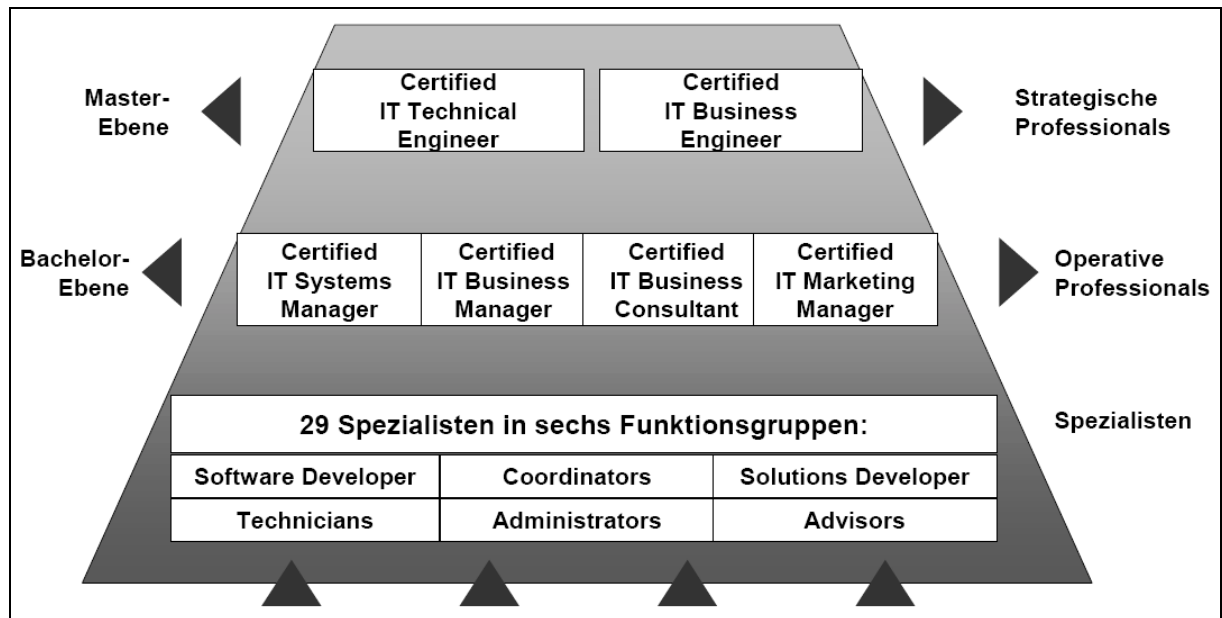 Master-
Ebene
Certified
IT Technical
Engineer
Certified
IT Business
Engineer
Strategische
Professionals
Bachelor-
Ebene
Certified
IT Systems
Manager
Certified
IT Business
Manager
Certified
IT Business
Consultant
Certified
IT Marketing
Manager
Operative
Professionals
29 Spezialisten in sechs Funktionsgruppen:
Spezialisten
Software Developer
Coordinators
Solutions Developer
Technicians
Administrators
Advisors